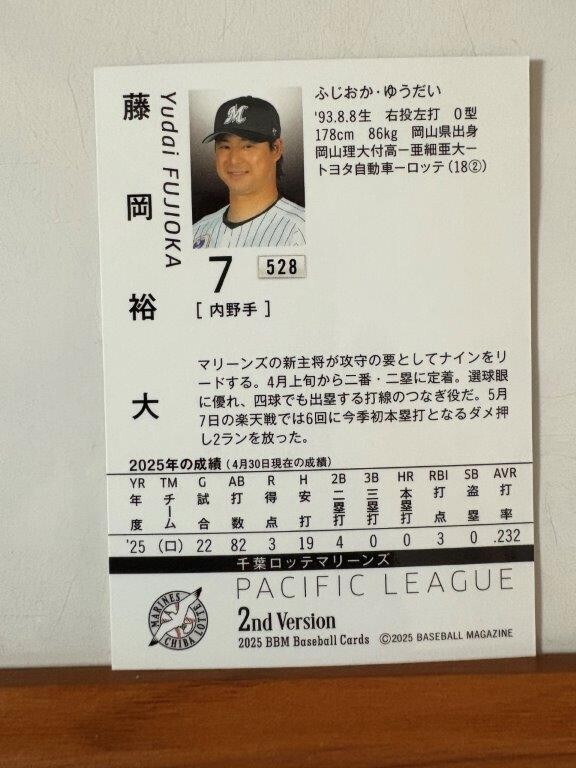 藤岡裕大
Yudai FUJIOKA
M
ふじおか・ゆうだい
'93.8.8生 右投左打 O型
178cm 86kg 岡山県出身
岡山理大付高ー亜細亜大ー
トヨタ自動車ーロッテ(18②)
7
528
[内野手]
マリーンズの新主将が攻守の要としてナインをリ
ードする。4月上旬から二番・二塁に定着。選球眼
に優れ、四球でも出塁する打線のつなぎ役だ。5月
7日の楽天戦では6回に今季初本塁打となるダメ押
し2ランを放った。
2025年の成績(4月30日現在の成績)
YR TM G AB R H 2B 3B HR RBI SB AVR
年度 チーム 試合 打数 得点 安打 二塁打 三塁打 本塁打 打点 盗塁 打率
'25 (ロ) 22 82 3 19 4 0 0 3 0 .232
千葉ロッテマリーンズ
PACIFIC LEAGUE
MARINES
CHIBA LOTTE
2nd Version
2025 BBM Baseball Cards ©2025 BASEBALL MAGAZINE